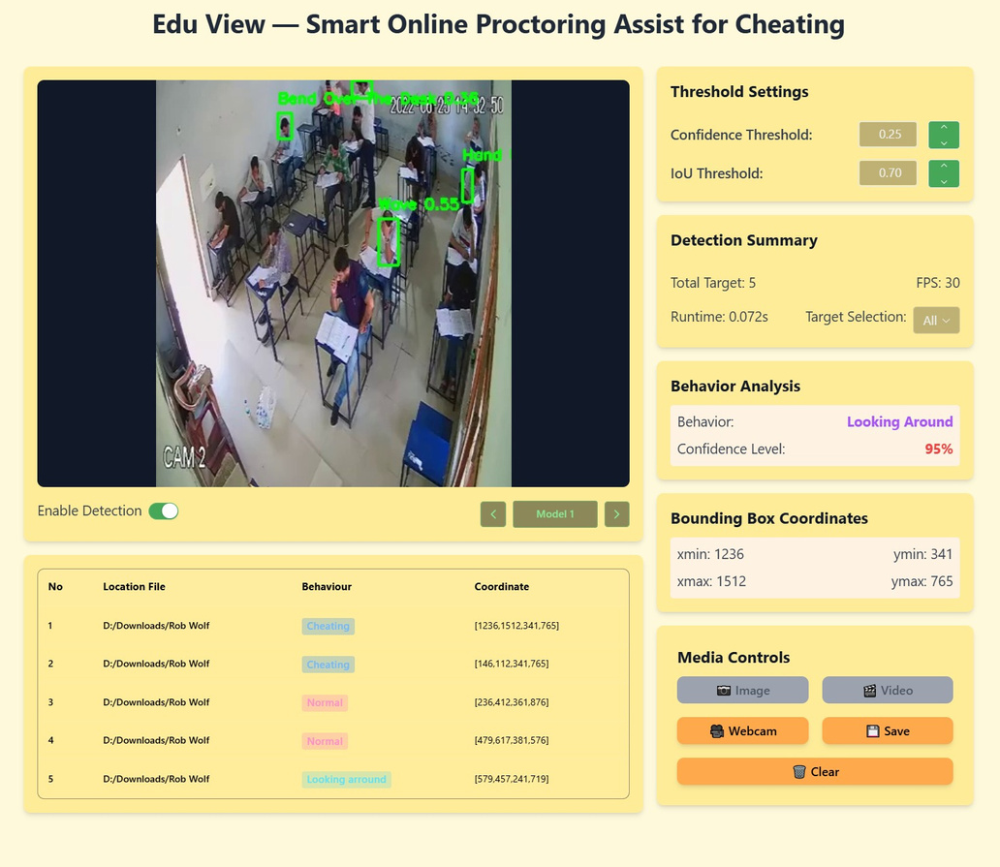 Edu View — Smart Online Proctoring Assist for Cheating
Bend Over The Desk 0.56
2022-06-25 14:32:50
Hand
Wave 0.55
CAM 2
Enable Detection
Model 1
No Location File Behaviour Coordinate
1 D:/Downloads/Rob Wolf Cheating [1236,1512,341,765]
2 D:/Downloads/Rob Wolf Cheating [146,112,341,765]
3 D:/Downloads/Rob Wolf Normal [236,412,361,876]
4 D:/Downloads/Rob Wolf Normal [479,617,381,576]
5 D:/Downloads/Rob Wolf Looking arround [579,457,241,719]
Threshold Settings
Confidence Threshold: 0.25
IoU Threshold: 0.70
Detection Summary
Total Target: 5 FPS: 30
Runtime: 0.072s Target Selection: All
Behavior Analysis
Behavior: Looking Around
Confidence Level: 95%
Bounding Box Coordinates
xmin: 1236 ymin: 341
xmax: 1512 ymax: 765
Media Controls
Image Video
Webcam Save
Clear